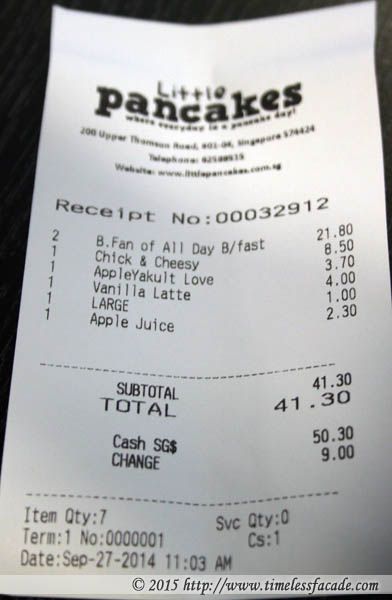 Little
pancakes
where everyday is a pancake day!
200 Upper Thomson Road, #01-04, Singapore 574424
Telephone:
Website: www.littlepancakes.com.sg
Receipt No:00032912
2 B.Fan of All Day B/fast 21.80
1 Chick & Cheesy 8.50
1 AppleYakult Love 3.70
1 Vanilla Latte 4.00
1 LARGE 1.00
1 Apple Juice 2.30
SUBTOTAL 41.30
TOTAL 41.30
Cash SG$ 50.30
CHANGE 9.00
Item Qty:7 Svc Qty:0
Term:1 No:0000001 Cs:1
Date:Sep-27-2014 11:03 AM
© 2015 http://www.timelessfacade.com